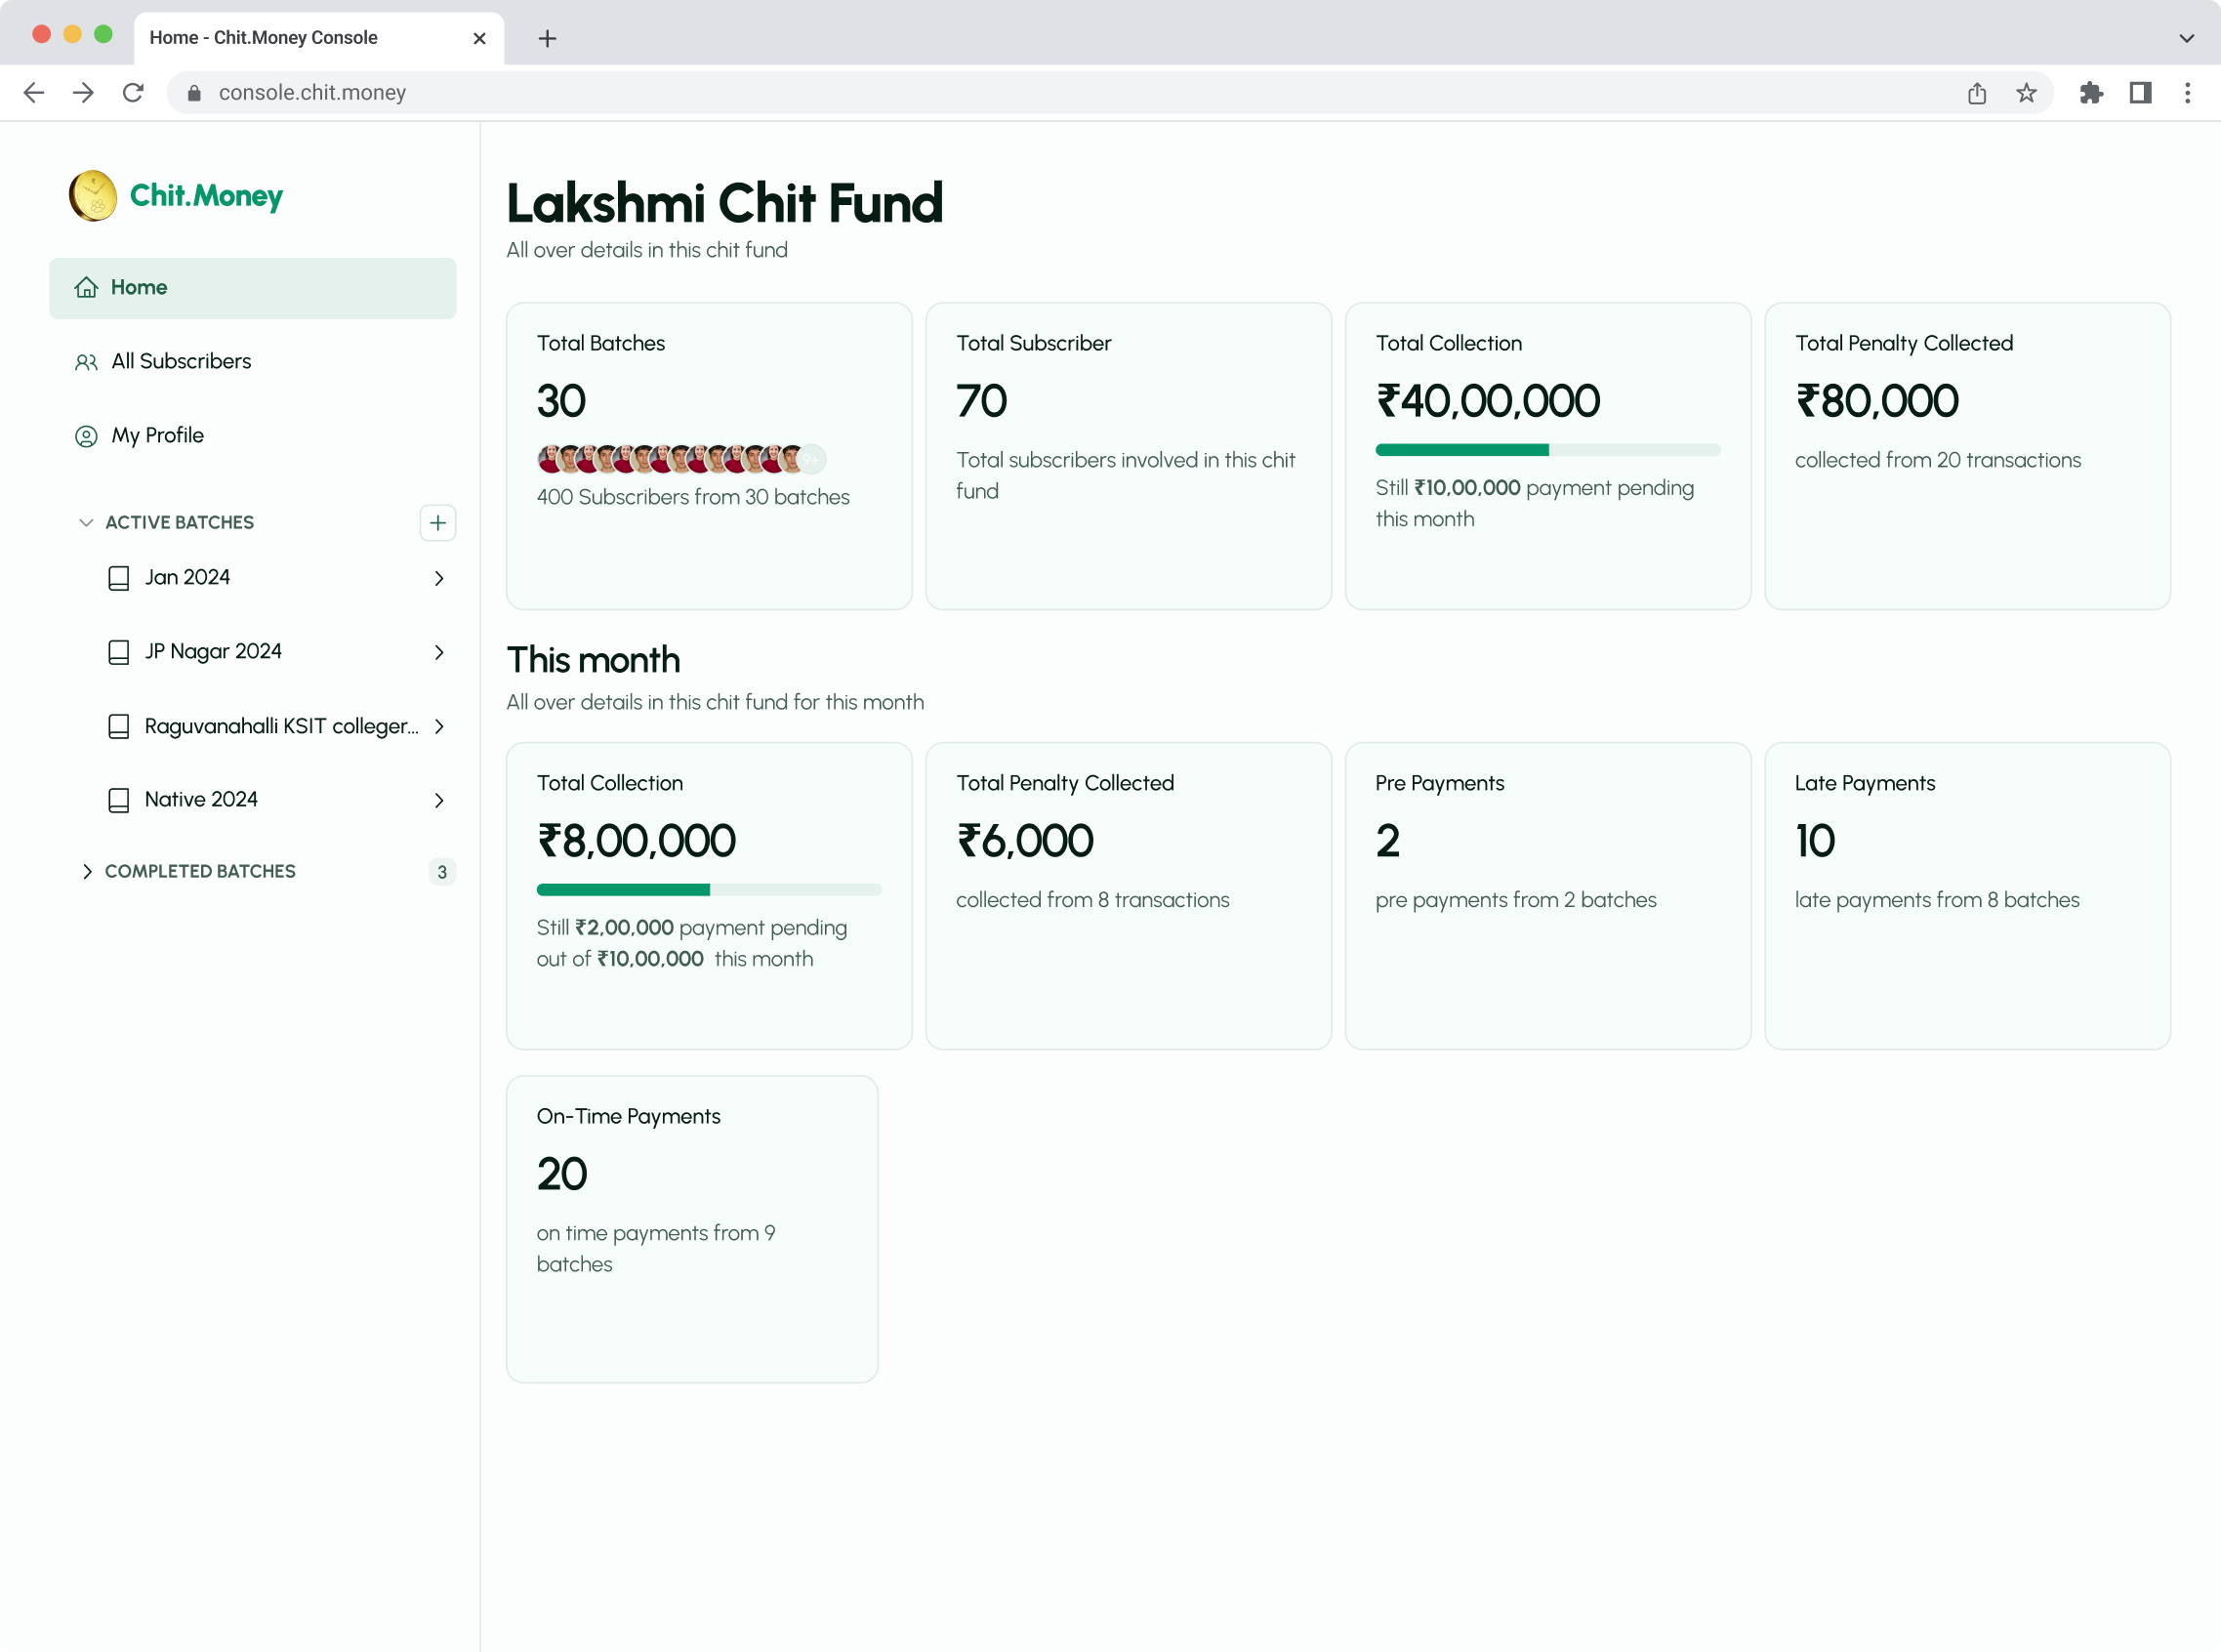 Home - Chit.Money Console
console.chit.money
Chit.Money
Home
All Subscribers
My Profile
ACTIVE BATCHES
Jan 2024
JP Nagar 2024
Raguvanahalli KSIT colleger...
Native 2024
COMPLETED BATCHES
3
Lakshmi Chit Fund
All over details in this chit fund
Total Batches
30
9+
400 Subscribers from 30 batches
Total Subscriber
70
Total subscribers involved in this chit
fund
Total Collection
₹40,00,000
Still ₹10,00,000 payment pending
this month
Total Penalty Collected
₹80,000
collected from 20 transactions
This month
All over details in this chit fund for this month
Total Collection
₹8,00,000
Still ₹2,00,000 payment pending
out of ₹10,00,000 this month
Total Penalty Collected
₹6,000
collected from 8 transactions
Pre Payments
2
pre payments from 2 batches
Late Payments
10
late payments from 8 batches
On-Time Payments
20
on time payments from 9
batches